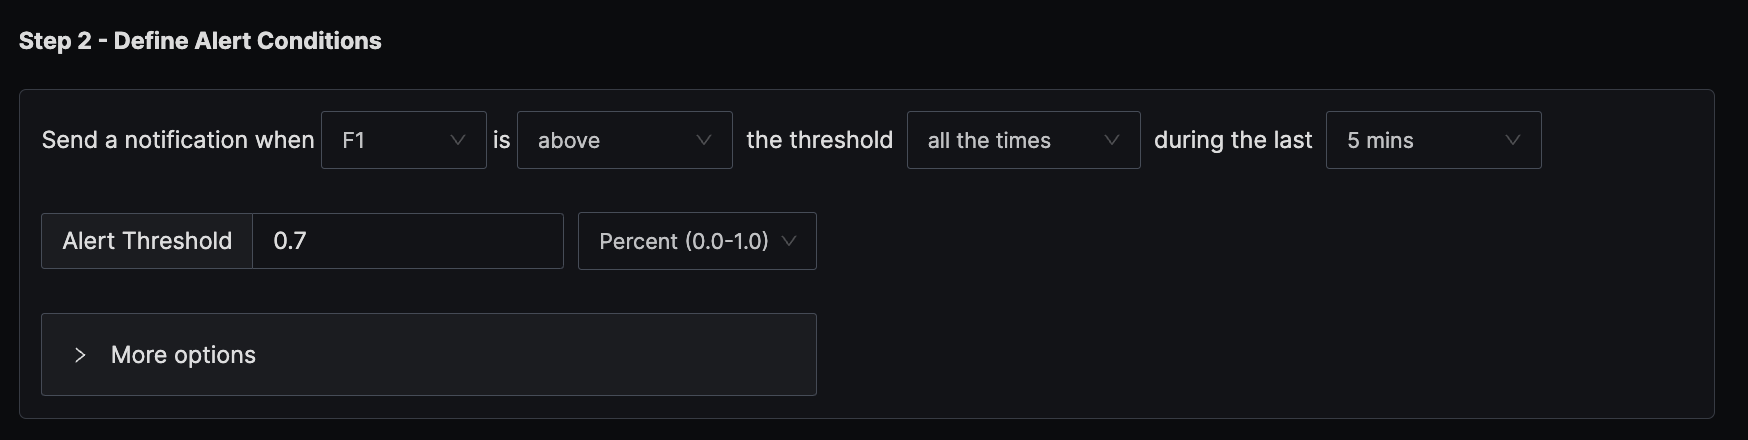 Step 2 - Define Alert Conditions
Send a notification when F1 is above the threshold all the times during the last 5 mins
Alert Threshold 0.7 Percent (0.0-1.0)
More options